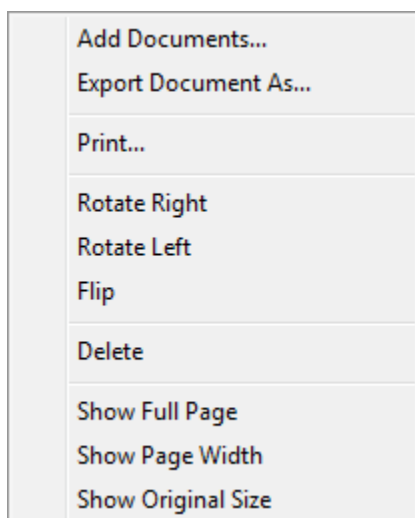 Add Documents...
Export Document As...
Print...
Rotate Right
Rotate Left
Flip
Delete
Show Full Page
Show Page Width
Show Original Size